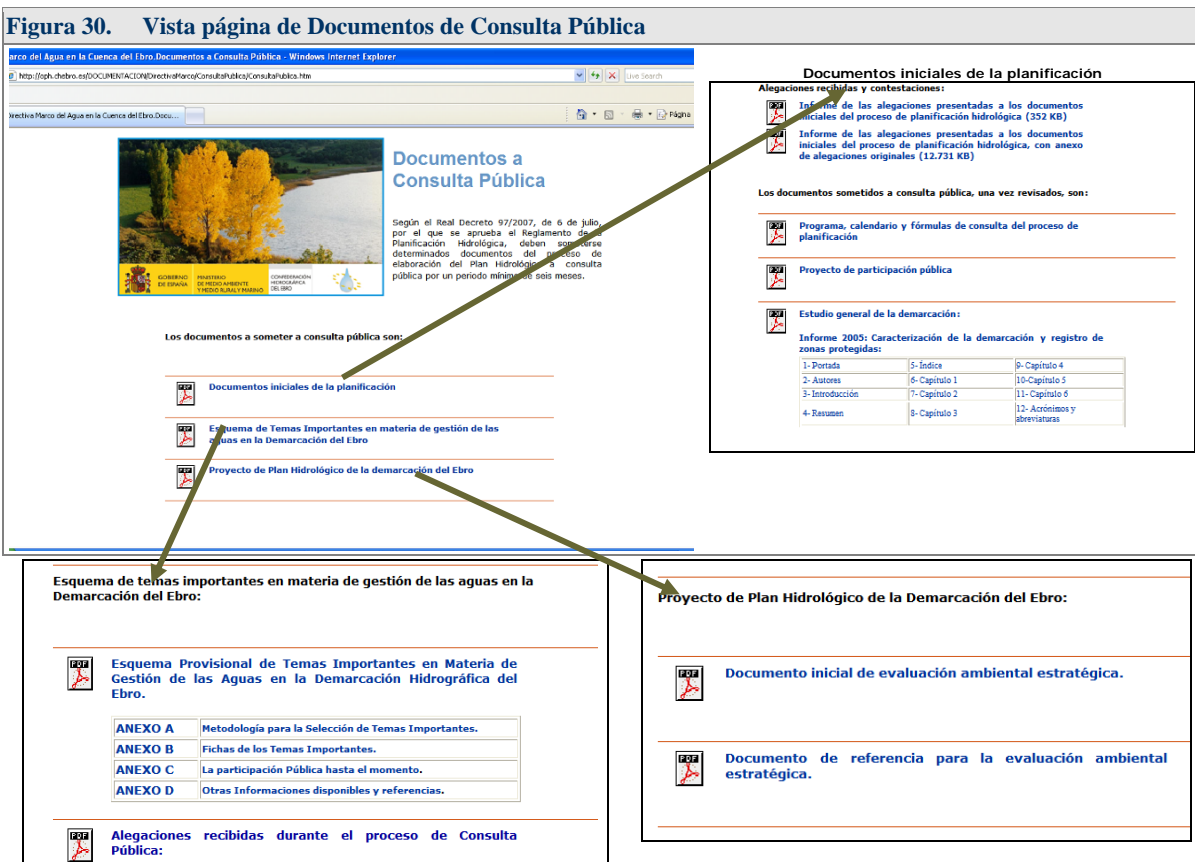 Figura 30. Vista página de Documentos de Consulta Pública
arco del Agua en la Cuenca del Ebro.Documentos a Consulta Pública - Windows Internet Explorer
http://oph.chebro.es/DOCUMENTACION/DirectivaMarco/ConsultaPublica/ConsultaPublica.htm
Live Search
Directiva Marco del Agua en la Cuenca del Ebro.Docu...
Página
Documentos a
Consulta Pública
Según el Real Decreto 97/2007, de 6 de julio,
por el que se aprueba el Reglamento de la
Planificación Hidrológica, deben someterse
determinados documentos del proceso de
elaboración del Plan Hidrológico a consulta
pública por un periodo mínimo de seis meses.
GOBIERNO
DE ESPAÑA
MINISTERIO
DE MEDIO AMBIENTE
Y MEDIO RURAL Y MARINO
CONFEDERACIÓN
HIDROGRÁFICA
DEL EBRO
Los documentos a someter a consulta pública son:
PDF
Documentos iniciales de la planificación
PDF
Esquema de Temas Importantes en materia de gestión de las
aguas en la Demarcación del Ebro
PDF
Proyecto de Plan Hidrológico de la demarcación del Ebro
Documentos iniciales de la planificación
Alegaciones recibidas y contestaciones:
PDF
Informe de las alegaciones presentadas a los documentos
iniciales del proceso de planificación hidrológica (352 KB)
PDF
Informe de las alegaciones presentadas a los documentos
iniciales del proceso de planificación hidrológica, con anexo
de alegaciones originales (12.731 KB)
Los documentos sometidos a consulta pública, una vez revisados, son:
PDF
Programa, calendario y fórmulas de consulta del proceso de
planificación
PDF
Proyecto de participación pública
PDF
Estudio general de la demarcación:
Informe 2005: Caracterización de la demarcación y registro de
zonas protegidas:
1- Portada 5- Índice 9- Capítulo 4
2- Autores 6- Capítulo 1 10-Capítulo 5
3- Introducción 7- Capítulo 2 11- Capítulo 6
4- Resumen 8- Capítulo 3 12- Acrónimos y
abreviaturas
Esquema de temas importantes en materia de gestión de las aguas en la
Demarcación del Ebro:
PDF
Esquema Provisional de Temas Importantes en Materia de
Gestión de las Aguas en la Demarcación Hidrográfica del
Ebro.
ANEXO A Metodología para la Selección de Temas Importantes.
ANEXO B Fichas de los Temas Importantes.
ANEXO C La participación Pública hasta el momento.
ANEXO D Otras Informaciones disponibles y referencias.
PDF
Alegaciones recibidas durante el proceso de Consulta
Pública:
Proyecto de Plan Hidrológico de la Demarcación del Ebro:
PDF
Documento inicial de evaluación ambiental estratégica.
PDF
Documento de referencia para la evaluación ambiental
estratégica.